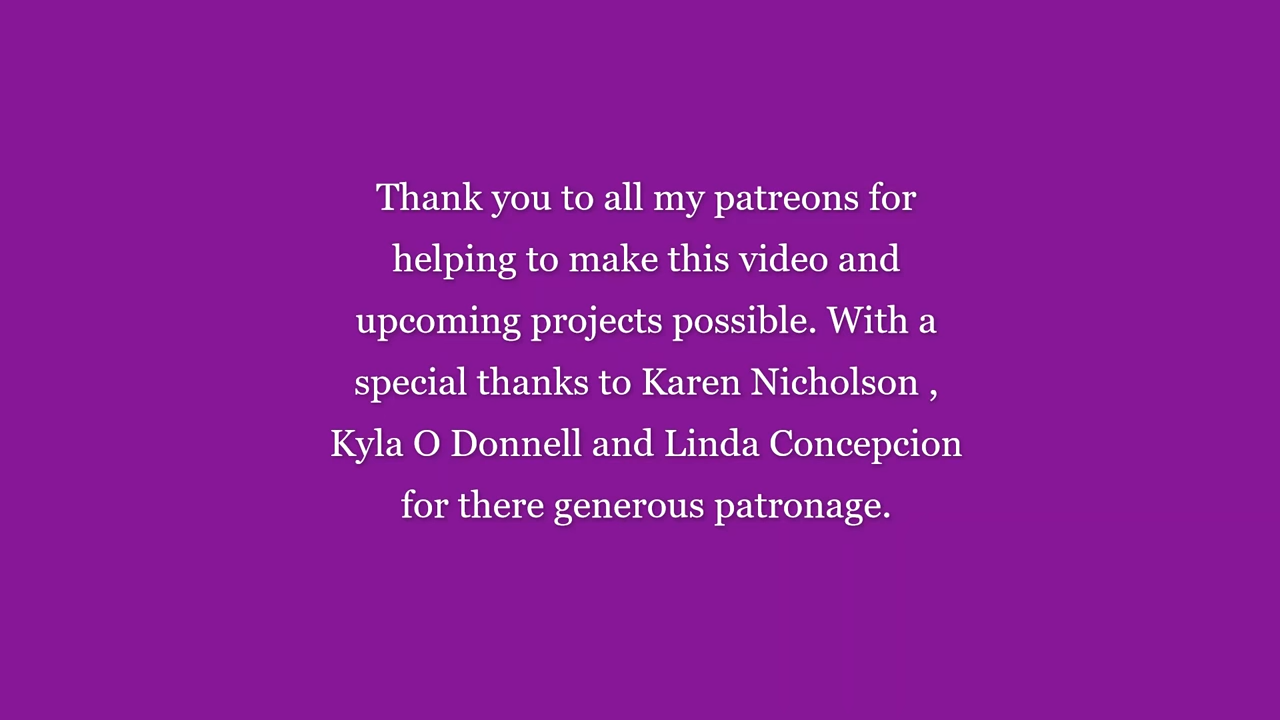 Thank you to all my patreons for
helping to make this video and
upcoming projects possible. With a
special thanks to Karen Nicholson ,
Kyla O Donnell and Linda Concepcion
for there generous patronage.